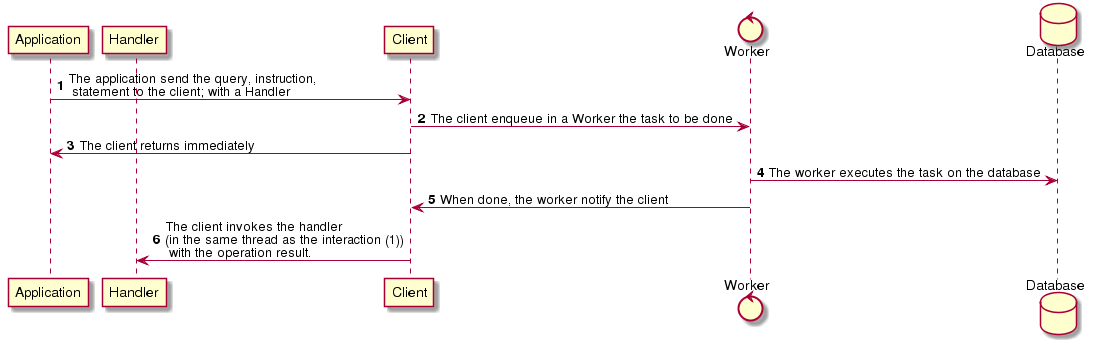 Application
Handler
Client
Worker
Database
1 The application send the query, instruction,
statement to the client; with a Handler
2 The client enqueue in a Worker the task to be done
3 The client returns immediately
4 The worker executes the task on the database
5 When done, the worker notify the client
The client invokes the handler
6 (in the same thread as the interaction (1))
with the operation result.
Application
Handler
Client
Worker
Database